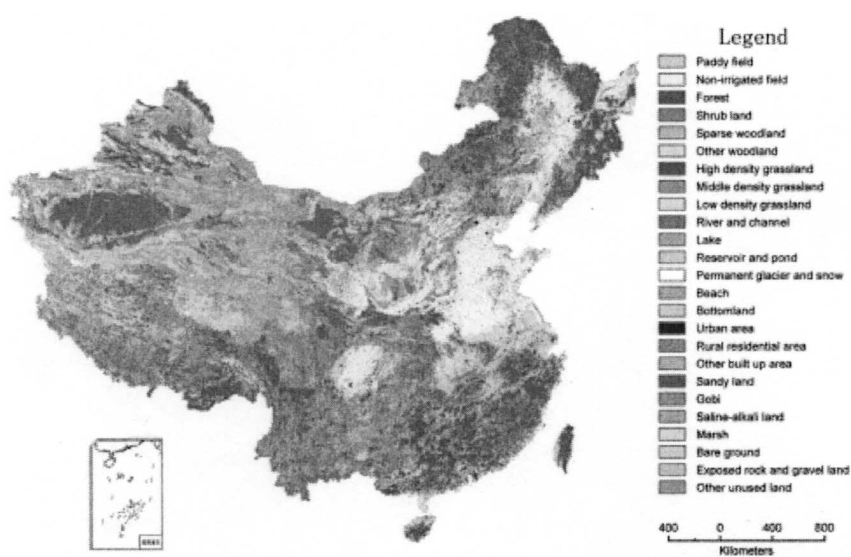 Legend
Paddy field
Non-irrigated field
Forest
Shrub land
Sparse woodland
Other woodland
High density grassland
Middle density grassland
Low density grassland
River and channel
Lake
Reservoir and pond
Permanent glacier and snow
Beach
Bottomland
Urban area
Rural residential area
Other built up area
Sandy land
Gobi
Saline-alkali land
Marsh
Bare ground
Exposed rock and gravel land
Other unused land
400 0 400 800
Kilometers